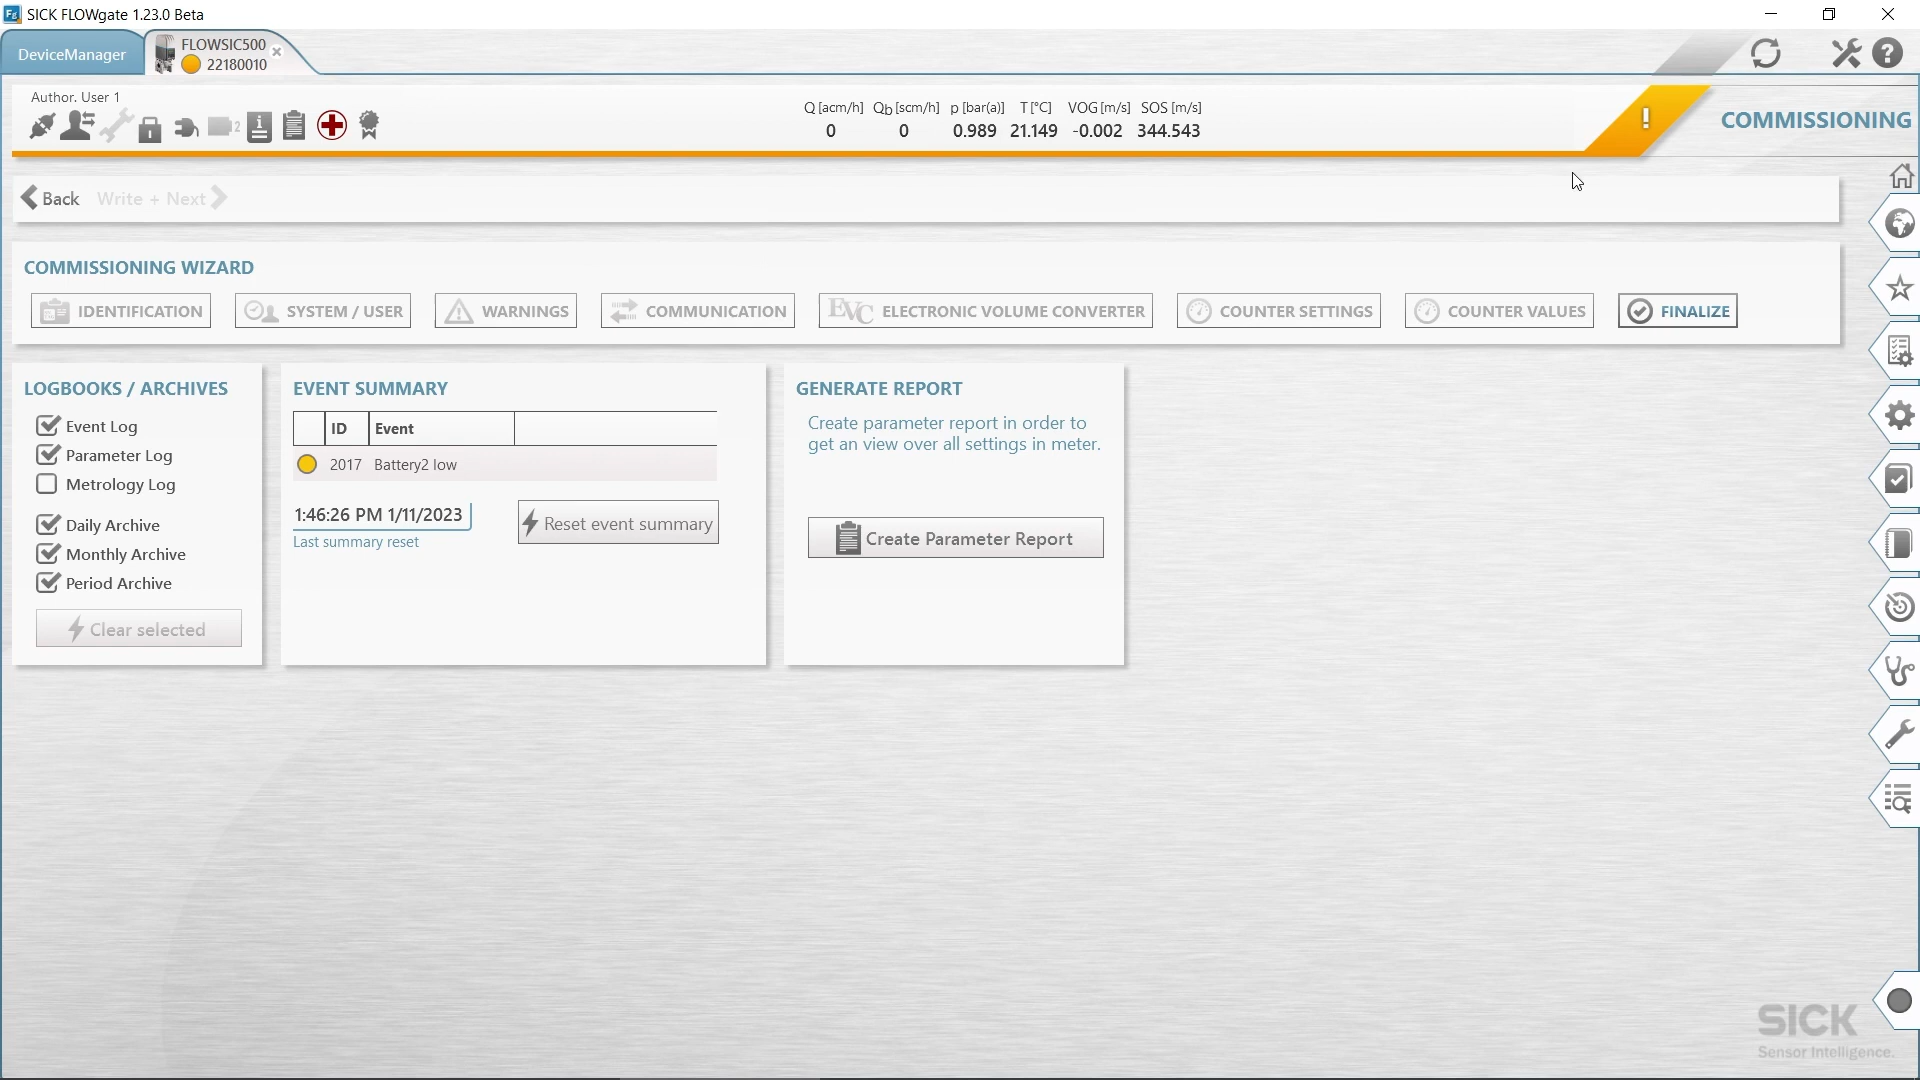 SICK FLOWgate 1.23.0 Beta
DeviceManager
FLOWSIC500
22180010
Author. User 1
2
Q [acm/h] Qb [scm/h] p [bar(a)] T [°C] VOG [m/s] SOS [m/s]
0 0 0.989 21.149 -0.002 344.543
!
COMMISSIONING
Back Write + Next
COMMISSIONING WIZARD
IDENTIFICATION SYSTEM / USER WARNINGS COMMUNICATION EVC ELECTRONIC VOLUME CONVERTER COUNTER SETTINGS COUNTER VALUES FINALIZE
LOGBOOKS / ARCHIVES
Event Log
Parameter Log
Metrology Log
Daily Archive
Monthly Archive
Period Archive
Clear selected
EVENT SUMMARY
ID Event
2017 Battery2 low
1:46:26 PM 1/11/2023
Last summary reset
Reset event summary
GENERATE REPORT
Create parameter report in order to
get an view over all settings in meter.
Create Parameter Report
SICK
Sensor Intelligence.